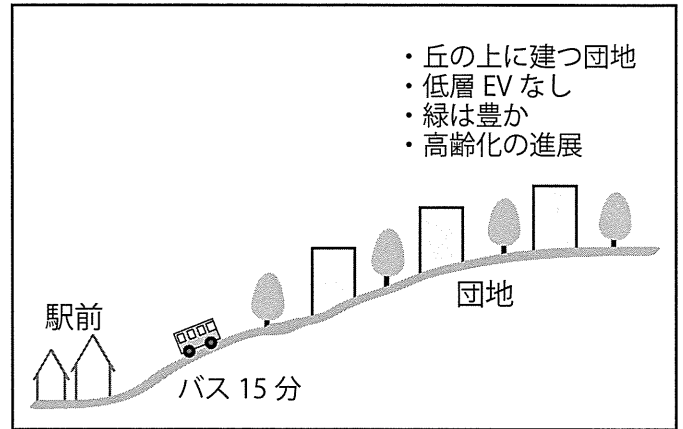 ・丘の上に建つ団地
・低層 EV なし
・緑は豊か
・高齢化の進展
団地
駅前
バス 15 分